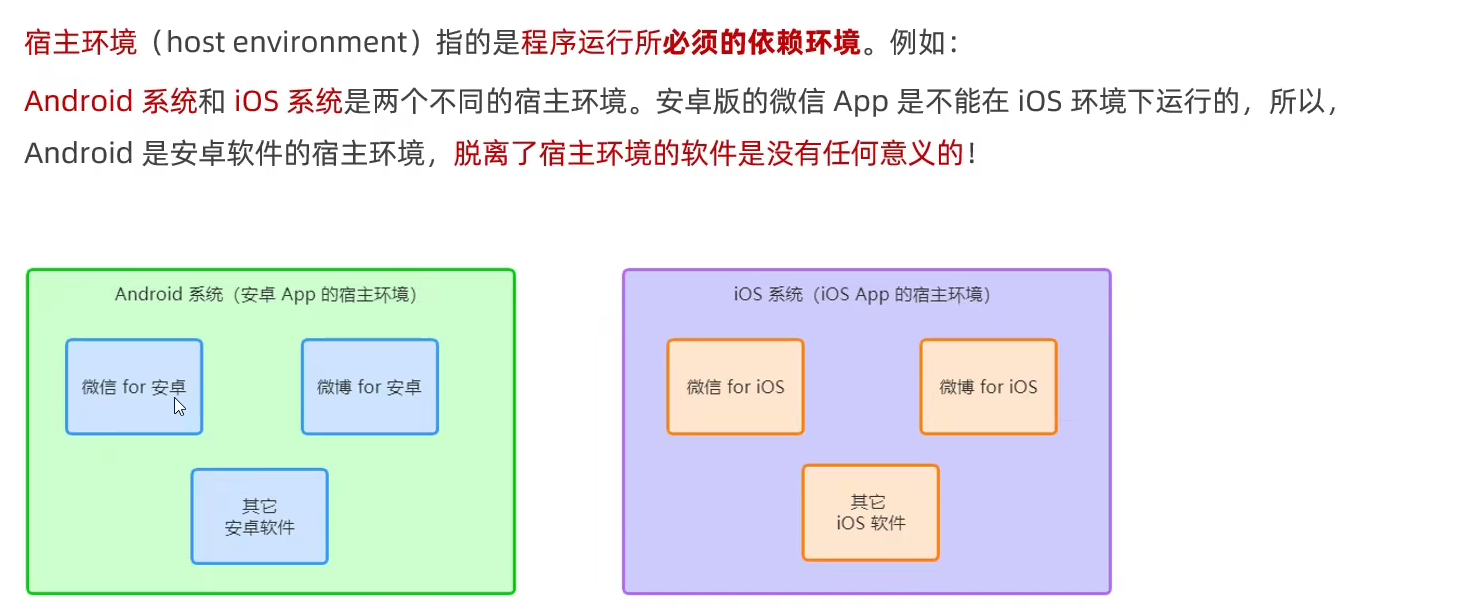 宿主环境（host environment）指的是程序运行所必须的依赖环境。例如：
Android 系统和 iOS 系统是两个不同的宿主环境。安卓版的微信 App 是不能在 iOS 环境下运行的，所以，
Android 是安卓软件的宿主环境，脱离了宿主环境的软件是没有任何意义的！
Android 系统（安卓 App 的宿主环境）
微信 for 安卓
微博 for 安卓
其它
安卓软件
iOS 系统（iOS App 的宿主环境）
微信 for iOS
微博 for iOS
其它
iOS 软件